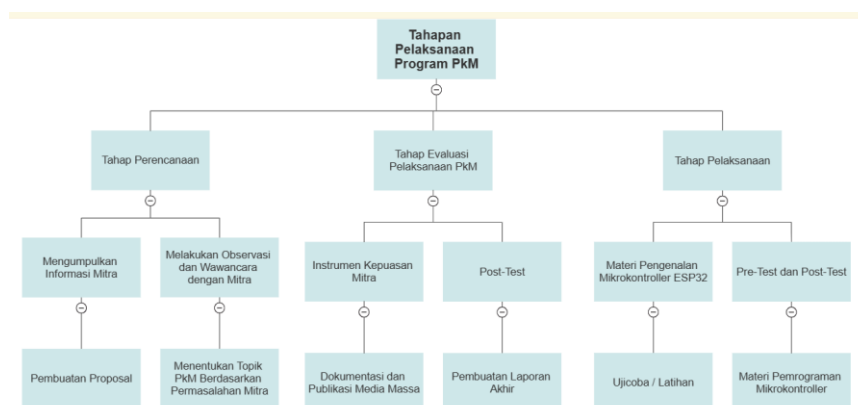 Tahapan
Pelaksanaan
Program PkM
Tahap Perencanaan
Tahap Evaluasi
Pelaksanaan PkM
Tahap Pelaksanaan
Mengumpulkan
Informasi Mitra
Melakukan Observasi
dan Wawancara
dengan Mitra
Instrumen Kepuasan
Mitra
Post-Test
Materi Pengenalan
Mikrokontroller ESP32
Pre-Test dan Post-Test
Pembuatan Proposal
Menentukan Topik
PkM Berdasarkan
Permasalahan Mitra
Dokumentasi dan
Publikasi Media Massa
Pembuatan Laporan
Akhir
Ujicoba / Latihan
Materi Pemrograman
Mikrokontroller